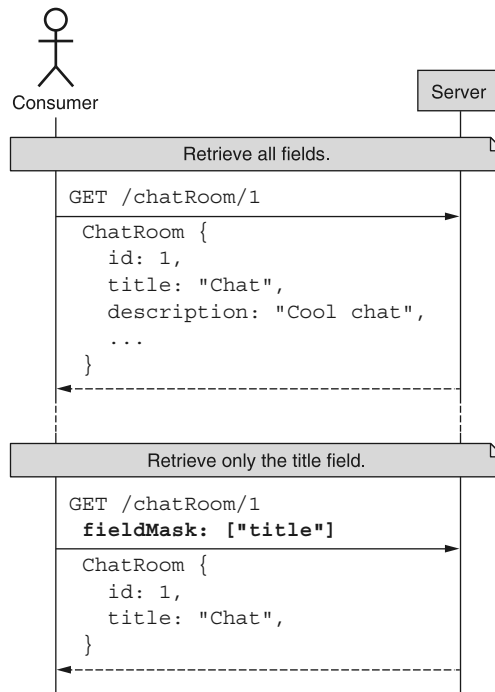 Consumer
Server
Retrieve all fields.
GET /chatRoom/1
ChatRoom {
id: 1,
title: "Chat",
description: "Cool chat",
...
}
Retrieve only the title field.
GET /chatRoom/1
fieldMask: ["title"]
ChatRoom {
id: 1,
title: "Chat",
}